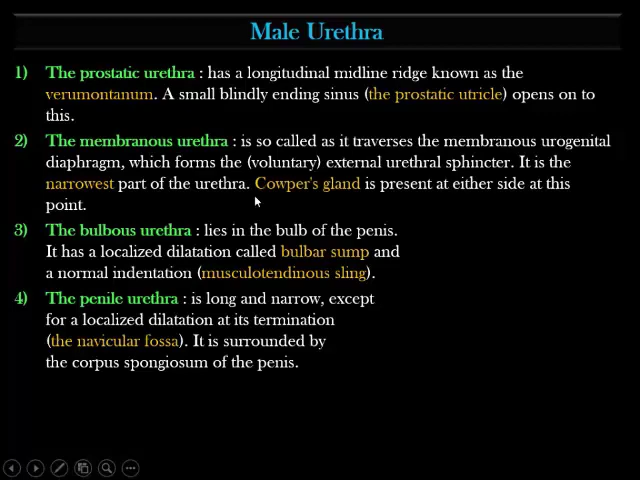 Male Urethra
1) The prostatic urethra : has a longitudinal midline ridge known as the
verumontanum. A small blindly ending sinus (the prostatic utricle) opens on to
this.
2) The membranous urethra : is so called as it traverses the membranous urogenital
diaphragm, which forms the (voluntary) external urethral sphincter. It is the
narrowest part of the urethra. Cowper's gland is present at either side at this
point.
3) The bulbous urethra : lies in the bulb of the penis.
It has a localized dilatation called bulbar sump and
a normal indentation (musculotendinous sling).
4) The penile urethra : is long and narrow, except
for a localized dilatation at its termination
(the navicular fossa). It is surrounded by
the corpus spongiosum of the penis.